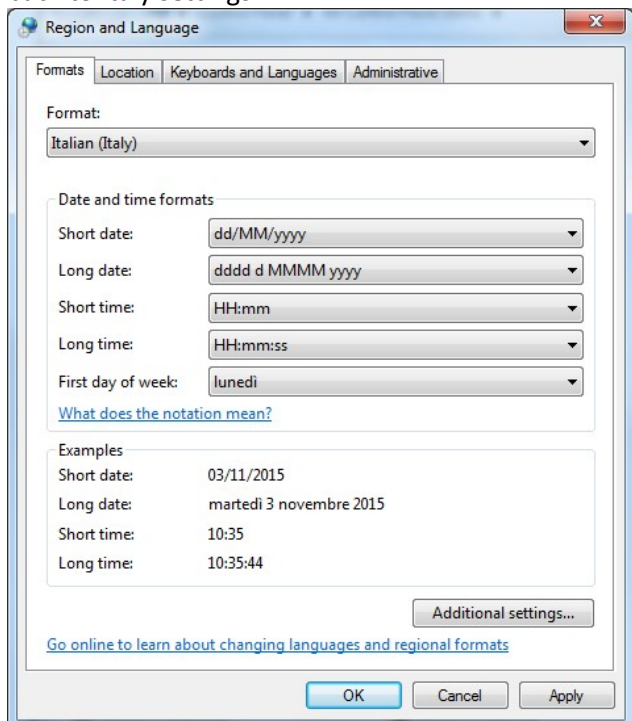 Region and Language
Formats Location Keyboards and Languages Administrative
Format:
Italian (Italy)
Date and time formats
Short date: dd/MM/yyyy
Long date: dddd d MMMM yyyy
Short time: HH:mm
Long time: HH:mm:ss
First day of week: lunedì
What does the notation mean?
Examples
Short date: 03/11/2015
Long date: martedì 3 novembre 2015
Short time: 10:35
Long time: 10:35:44
Additional settings...
Go online to learn about changing languages and regional formats
OK Cancel Apply